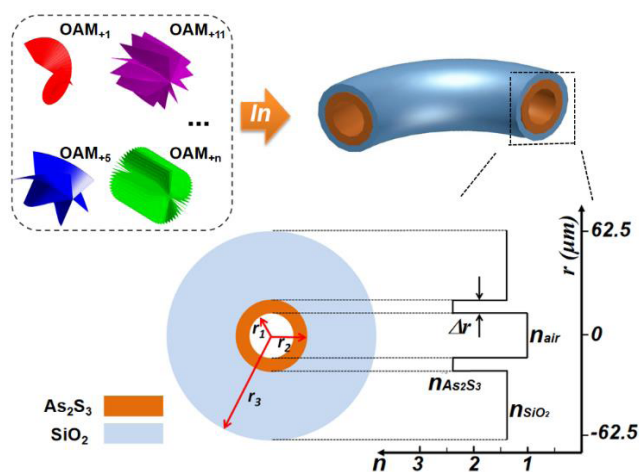 OAM+1
OAM+11
...
OAM+5
OAM+n
In
r (μm)
62.5
0
-62.5
r1
r2
r3
Δr
nair
nAs2S3
nSiO2
As2S3
SiO2
n
3
2
1